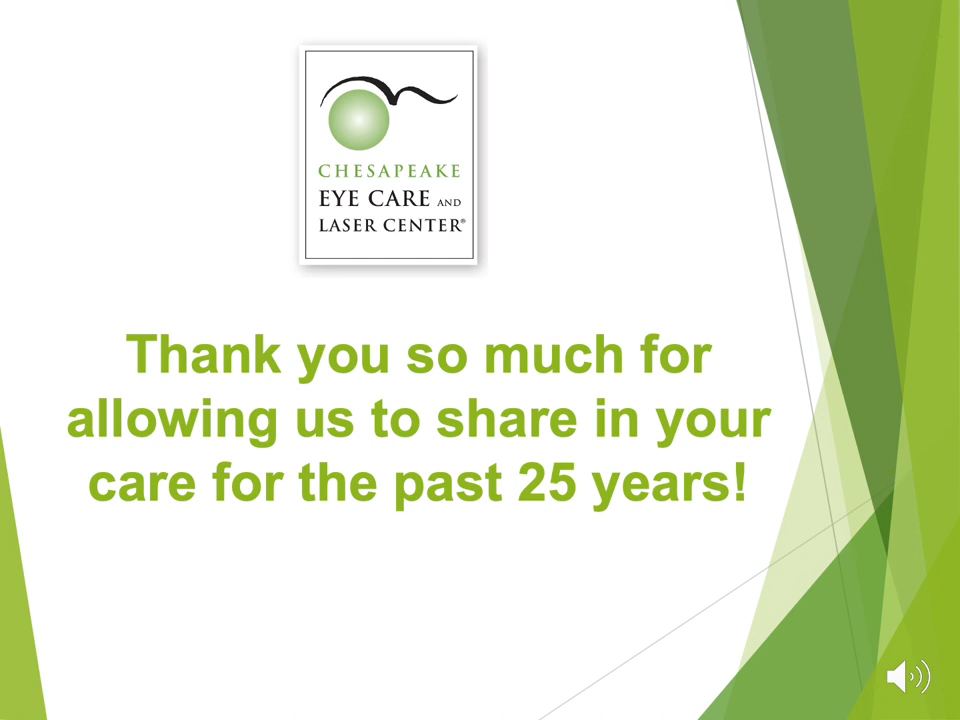 CHESAPEAKE
EYE CARE AND
LASER CENTER®
Thank you so much for
allowing us to share in your
care for the past 25 years!